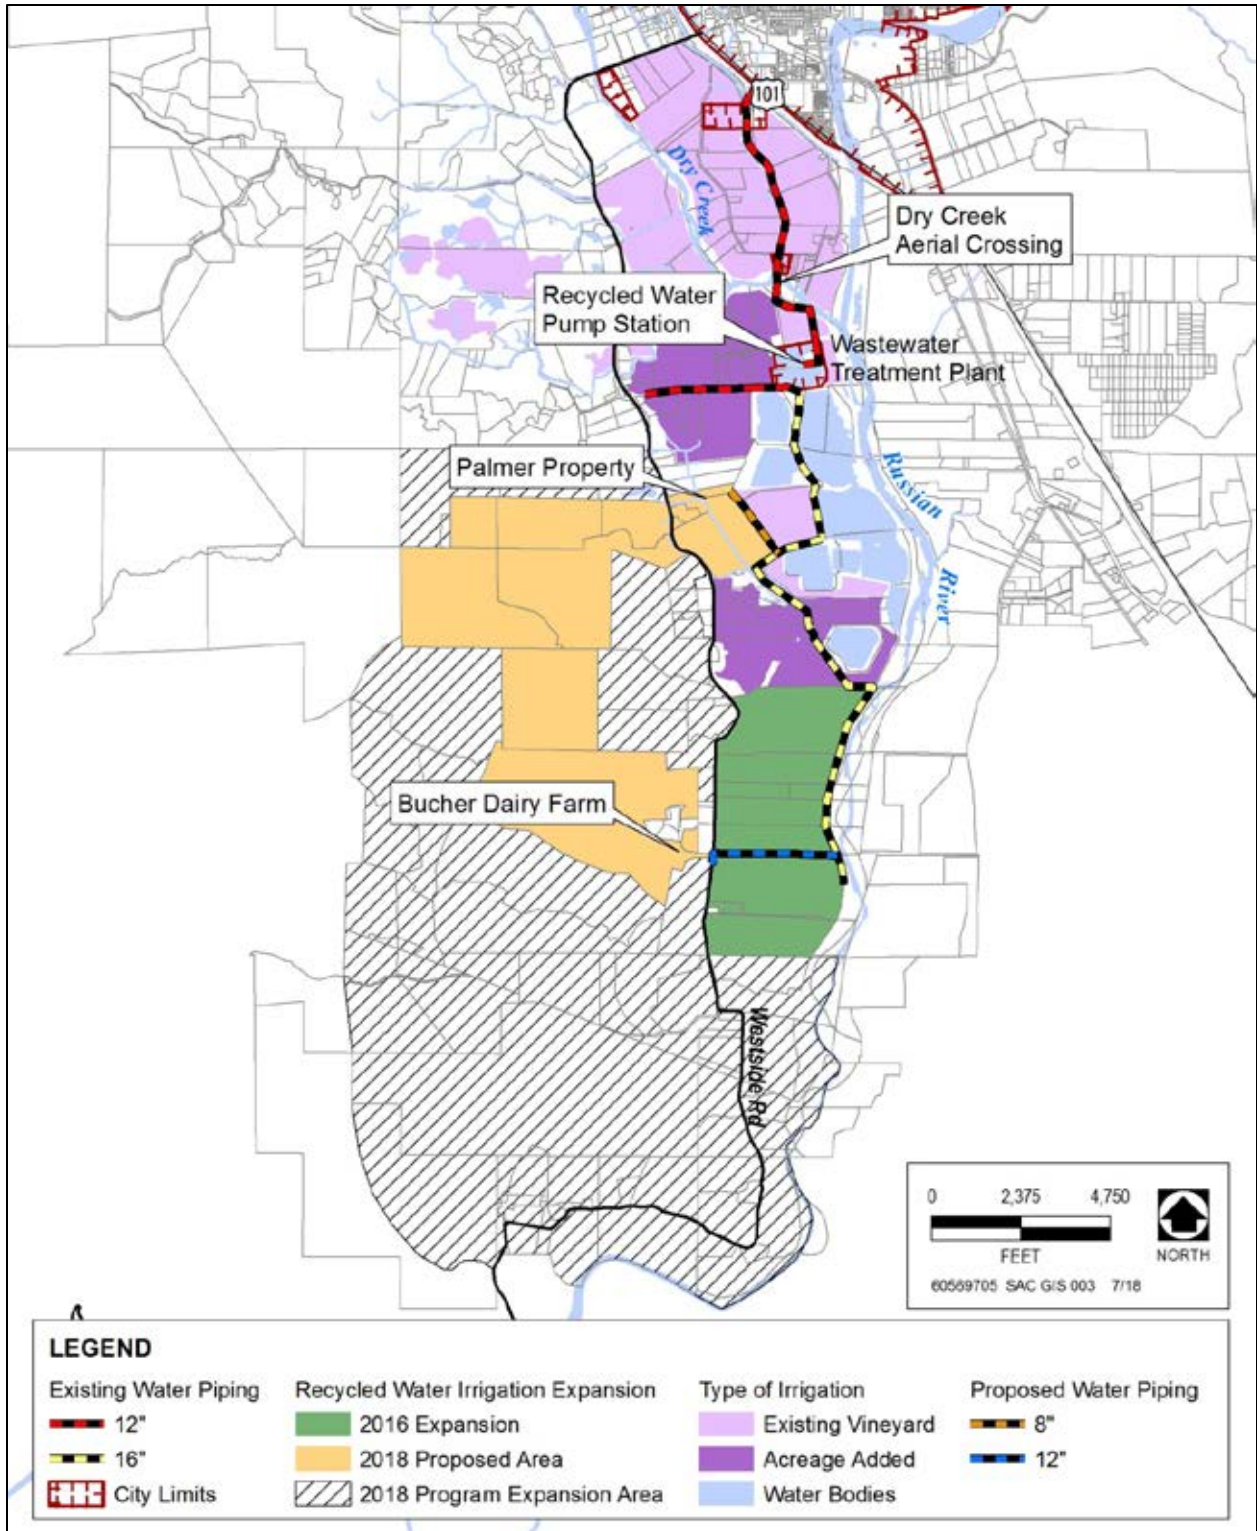 101
Dry Creek
Dry Creek
Aerial Crossing
Recycled Water
Pump Station
Wastewater
Treatment Plant
Palmer Property
Russian
River
Bucher Dairy Farm
Westside Rd
0 2,375 4,750
FEET
NORTH
60569705 SAC GIS 003 7/18
LEGEND
Existing Water Piping
12"
16"
City Limits
Recycled Water Irrigation Expansion
2016 Expansion
2018 Proposed Area
2018 Program Expansion Area
Type of Irrigation
Existing Vineyard
Acreage Added
Water Bodies
Proposed Water Piping
8"
12"